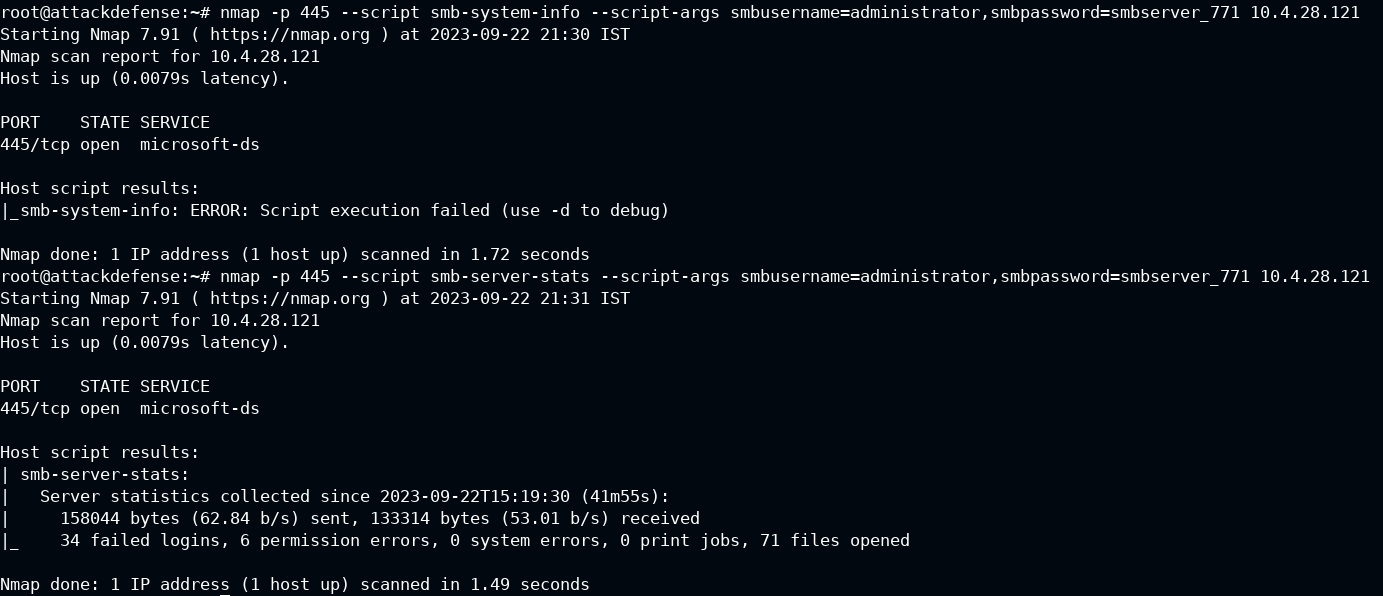 root@attackdefense:~# nmap -p 445 --script smb-system-info --script-args smbusername=administrator,smbpassword=smbserver_771 10.4.28.121
Starting Nmap 7.91 ( https://nmap.org ) at 2023-09-22 21:30 IST
Nmap scan report for 10.4.28.121
Host is up (0.0079s latency).

PORT    STATE SERVICE
445/tcp open  microsoft-ds

Host script results:
|_smb-system-info: ERROR: Script execution failed (use -d to debug)

Nmap done: 1 IP address (1 host up) scanned in 1.72 seconds
root@attackdefense:~# nmap -p 445 --script smb-server-stats --script-args smbusername=administrator,smbpassword=smbserver_771 10.4.28.121
Starting Nmap 7.91 ( https://nmap.org ) at 2023-09-22 21:31 IST
Nmap scan report for 10.4.28.121
Host is up (0.0079s latency).

PORT    STATE SERVICE
445/tcp open  microsoft-ds

Host script results:
| smb-server-stats:
|   Server statistics collected since 2023-09-22T15:19:30 (41m55s):
|     158044 bytes (62.84 b/s) sent, 133314 bytes (53.01 b/s) received
|_    34 failed logins, 6 permission errors, 0 system errors, 0 print jobs, 71 files opened

Nmap done: 1 IP address (1 host up) scanned in 1.49 seconds